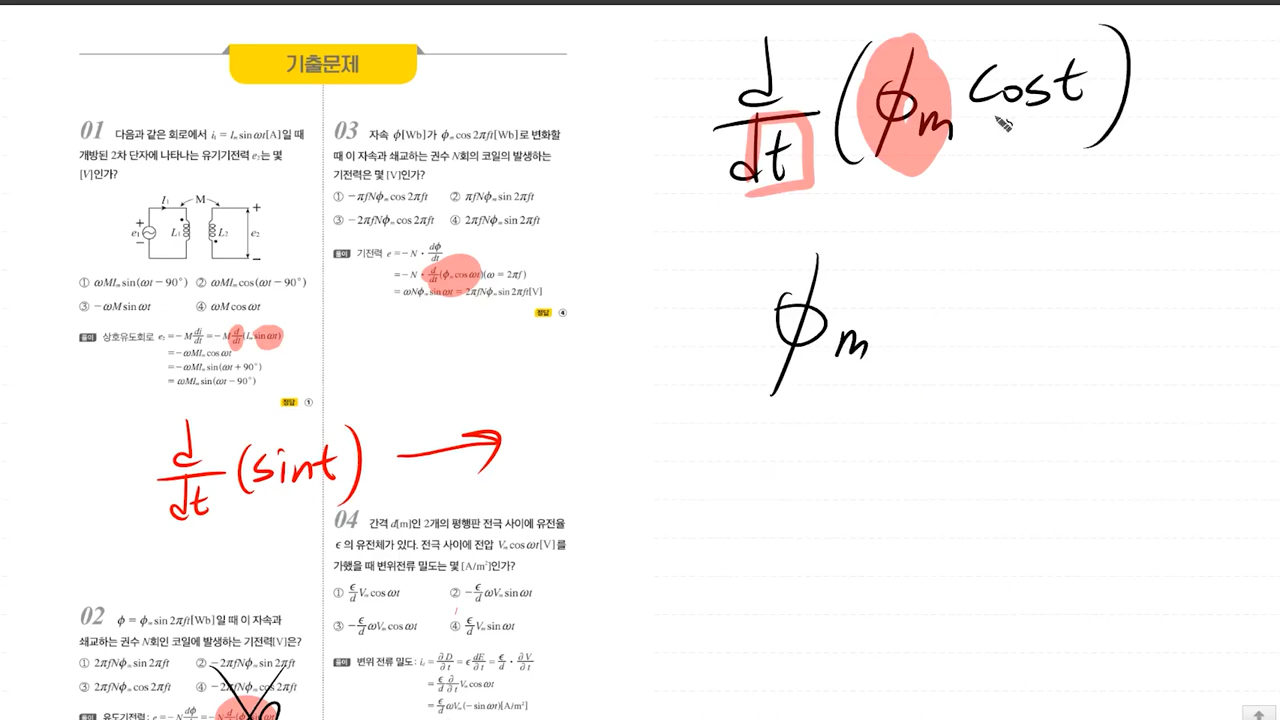 기출문제
01 다음과 같은 회로에서 i₁ = Iₘ sin ωt[A]일 때
개방된 2차 단자에 나타나는 유기기전력 e₂는 몇
[V]인가?
I₁ M
+ +
e₁ L₁ L₂ e₂
− −
① ωMIₘ sin(ωt − 90°) ② ωMIₘ cos(ωt − 90°)
③ −ωM sin ωt ④ ωM cos ωt
풀이 상호유도회로 e₂ = −M di/dt = −M d/dt (Iₘ sin ωt)
= −ωMIₘ cos ωt
= −ωMIₘ sin(ωt + 90°)
= ωMIₘ sin(ωt − 90°)
정답 ①
d/dt (sint) →
02 ϕ = ϕₘ sin 2πft[Wb]일 때 이 자속과
쇄교하는 권수 N회인 코일에 발생하는 기전력[V]은?
① 2πfNϕₘ sin 2πft ② −2πfNϕₘ sin 2πft
③ 2πfNϕₘ cos 2πft ④ −2πfNϕₘ cos 2πft
풀이 유도기전력 : e = −N dϕ/dt = −N
03 자속 ϕ[Wb]가 ϕₘ cos 2πft[Wb]로 변화할
때 이 자속과 쇄교하는 권수 N회의 코일의 발생하는
기전력은 몇 [V]인가?
① −πfNϕₘ cos 2πft ② πfNϕₘ sin 2πft
③ −2πfNϕₘ cos 2πft ④ 2πfNϕₘ sin 2πft
풀이 기전력 e = −N · dϕ/dt
= −N · d/dt (ϕₘ cos ωt)(ω = 2πf)
= ωNϕₘ sin ωt = 2πfNϕₘ sin 2πft[V]
정답 ④
04 간격 d[m]인 2개의 평행판 전극 사이에 유전율
ϵ의 유전체가 있다. 전극 사이에 전압 Vₘ cos ωt[V]를
가했을 때 변위전류 밀도는 몇 [A/m²]인가?
① ϵ/d Vₘ cos ωt ② −ϵ/d ωVₘ sin ωt
③ −ϵ/d ωVₘ cos ωt ④ ϵ/d Vₘ sin ωt
풀이 변위 전류 밀도 : i_d = ∂D/∂t = ϵ ∂E/∂t = ϵ/d · ∂V/∂t
= ϵ/d ∂/∂t Vₘ cos ωt
= ϵ/d ωVₘ (−sin ωt)[A/m²]
d/dt (ϕm cost)
ϕm